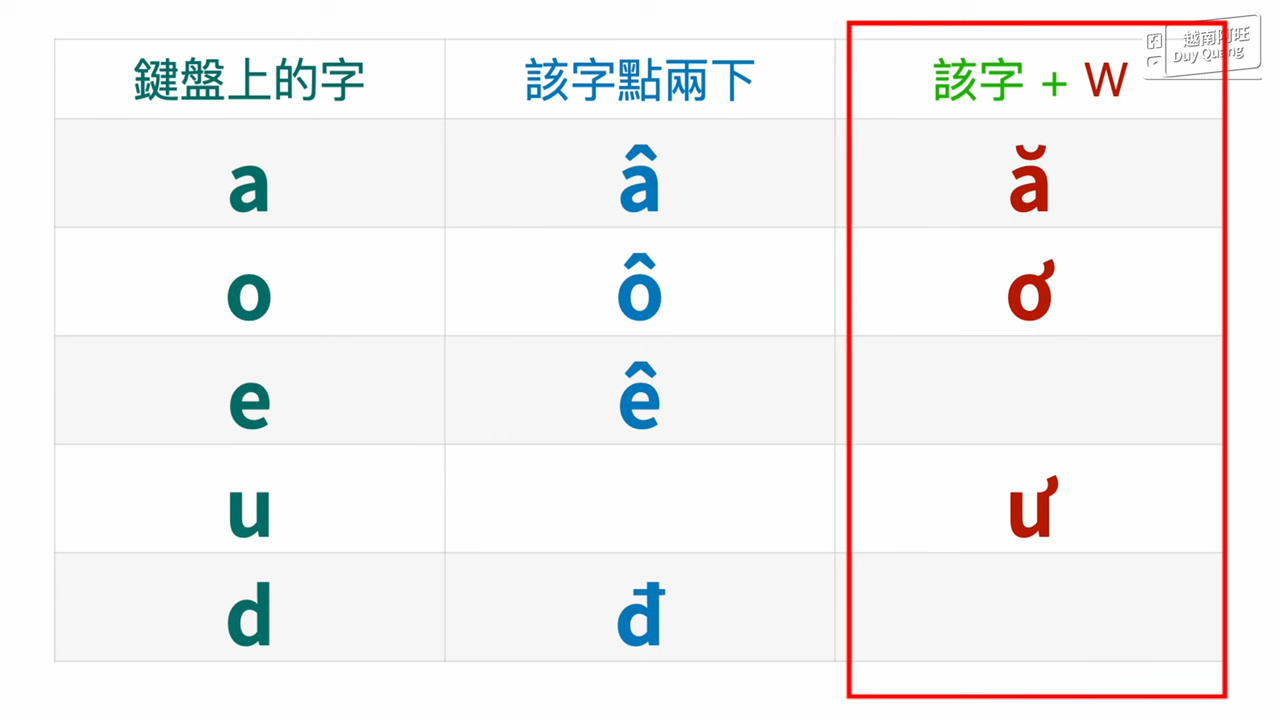 鍵盤上的字 該字點兩下 該字 + W
a â ă
o ô ơ
e ê
u ư
d đ
越南阿旺
Duy Quang